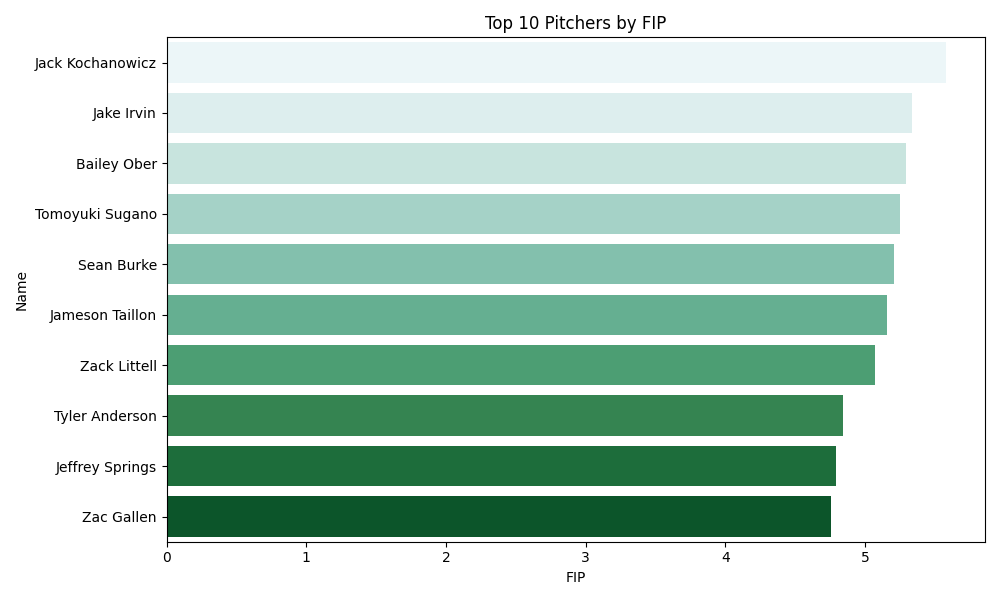 Top 10 Pitchers by FIP
Name
Jack Kochanowicz
Jake Irvin
Bailey Ober
Tomoyuki Sugano
Sean Burke
Jameson Taillon
Zack Littell
Tyler Anderson
Jeffrey Springs
Zac Gallen
0 1 2 3 4 5
FIP